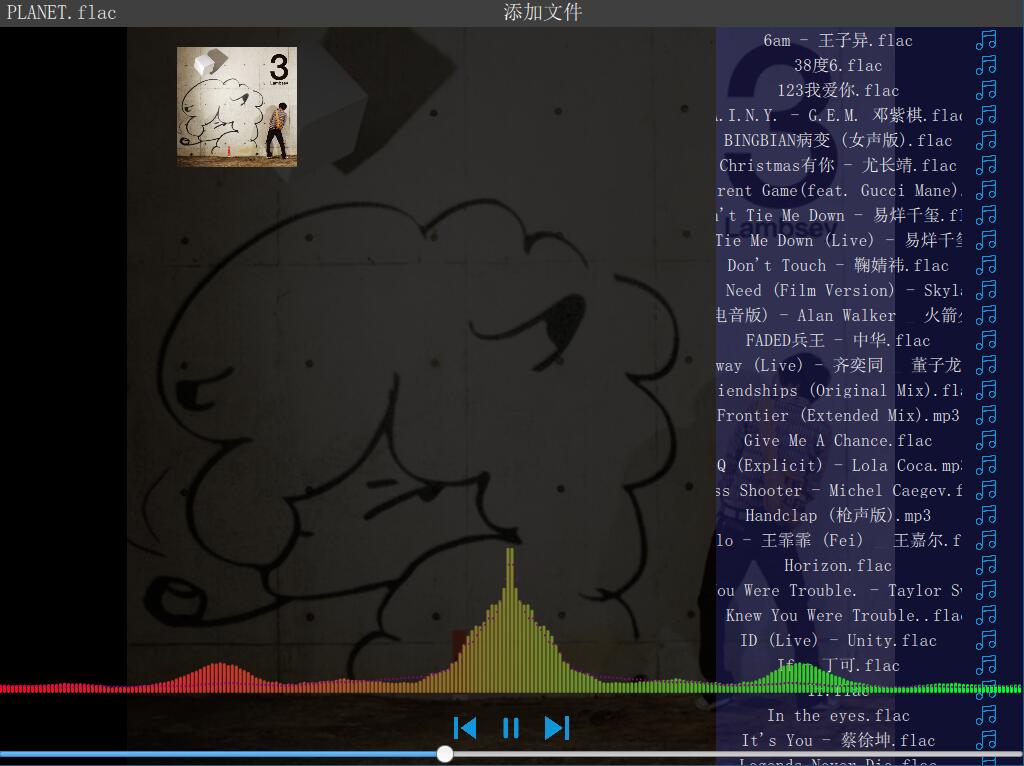 PLANET.flac
添加文件
3
Lambsey
6am - 王子异.flac
38度6.flac
123我爱你.flac
.I.N.Y. - G.E.M. 邓紫棋.flac
BINGBIAN病变 (女声版).flac
Christmas有你 - 尤长靖.flac
rent Game(feat. Gucci Mane).
't Tie Me Down - 易烊千玺.fl
Tie Me Down (Live) - 易烊千玺
Don't Touch - 鞠婧祎.flac
Need (Film Version) - Skyl
电音版) - Alan Walker 火箭
FADED兵王 - 中华.flac
way (Live) - 齐奕同 董子龙
iendships (Original Mix).fla
Frontier (Extended Mix).mp3
Give Me A Chance.flac
Q (Explicit) - Lola Coca.mp
ss Shooter - Michel Caegev.f
Handclap (枪声版).mp3
lo - 王霏霏 (Fei) 王嘉尔.f
Horizon.flac
ou Were Trouble. - Taylor S
Knew You Were Trouble..flac
ID (Live) - Unity.flac
If - 丁可.flac
If.flac
In the eyes.flac
It's You - 蔡徐坤.flac
Legends Never Die.flac